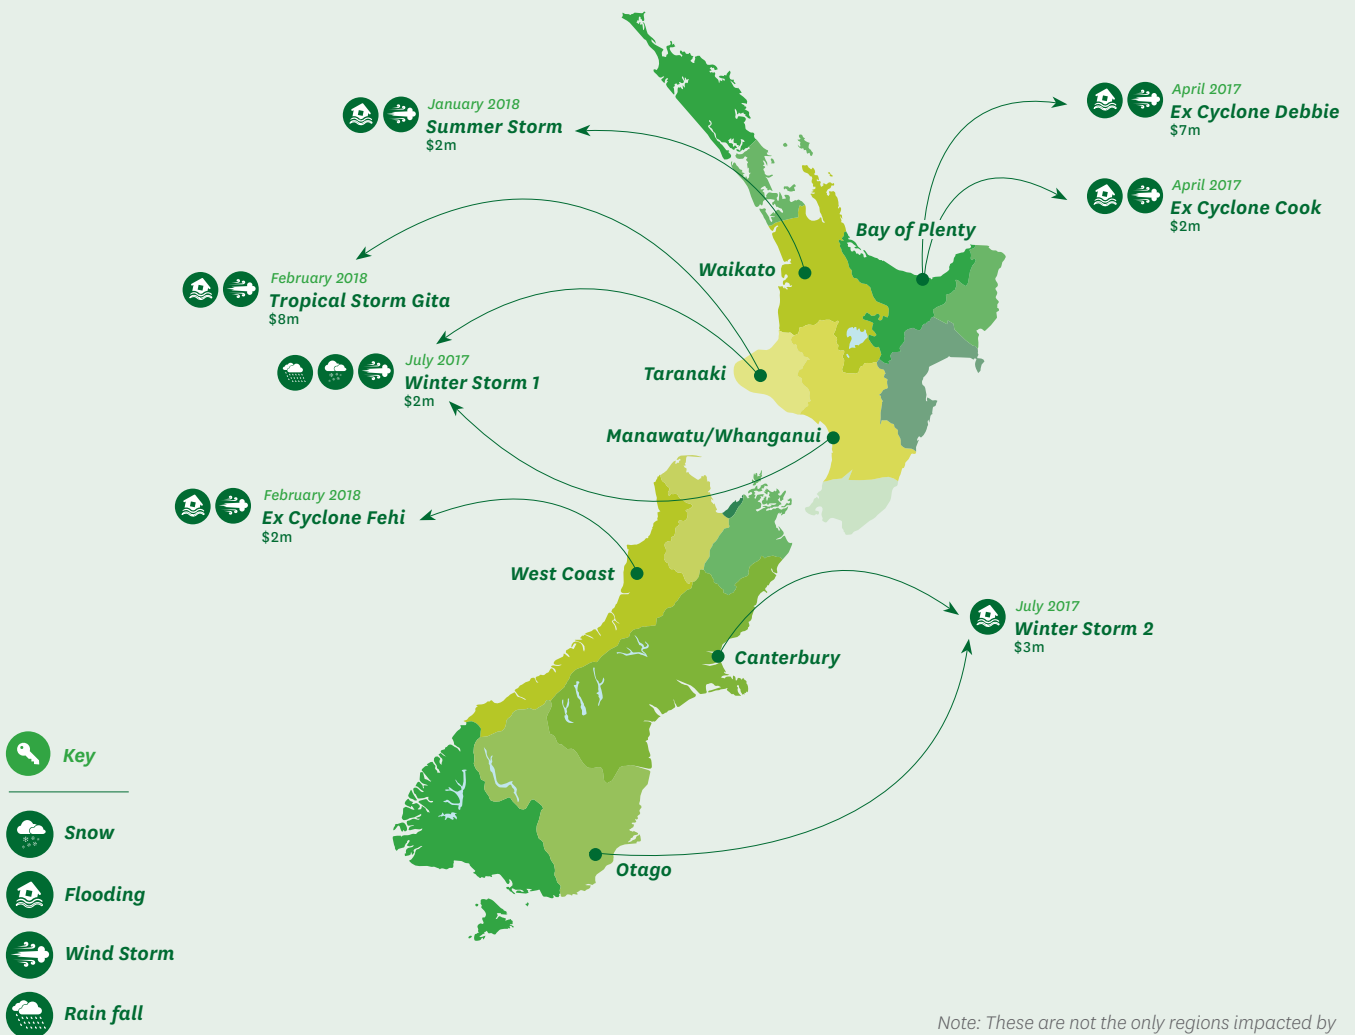 April 2017
Ex Cyclone Debbie
$7m
January 2018
Summer Storm
$2m
April 2017
Ex Cyclone Cook
$2m
Bay of Plenty
Waikato
February 2018
Tropical Storm Gita
$8m
July 2017
Winter Storm 1
$2m
Taranaki
Manawatu/Whanganui
February 2018
Ex Cyclone Fehi
$2m
West Coast
July 2017
Winter Storm 2
$3m
Canterbury
Otago
Key
Snow
Flooding
Wind Storm
Rain fall
Note: These are not the only regions impacted by